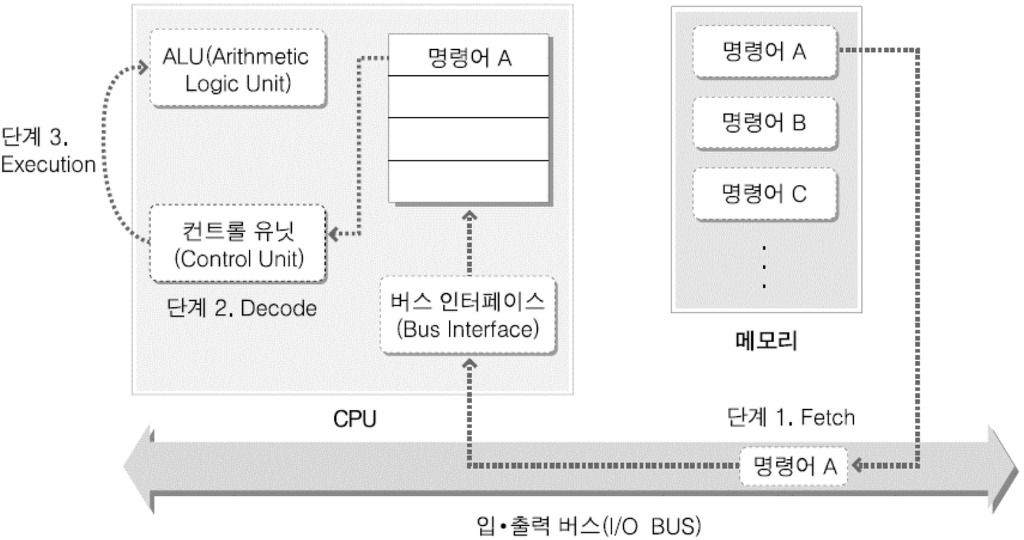 ALU(Arithmetic
Logic Unit)
명령어 A
단계 3.
Execution
컨트롤 유닛
(Control Unit)
단계 2. Decode
버스 인터페이스
(Bus Interface)
CPU
명령어 A
명령어 B
명령어 C
메모리
단계 1. Fetch
명령어 A
입•출력 버스(I/O BUS)